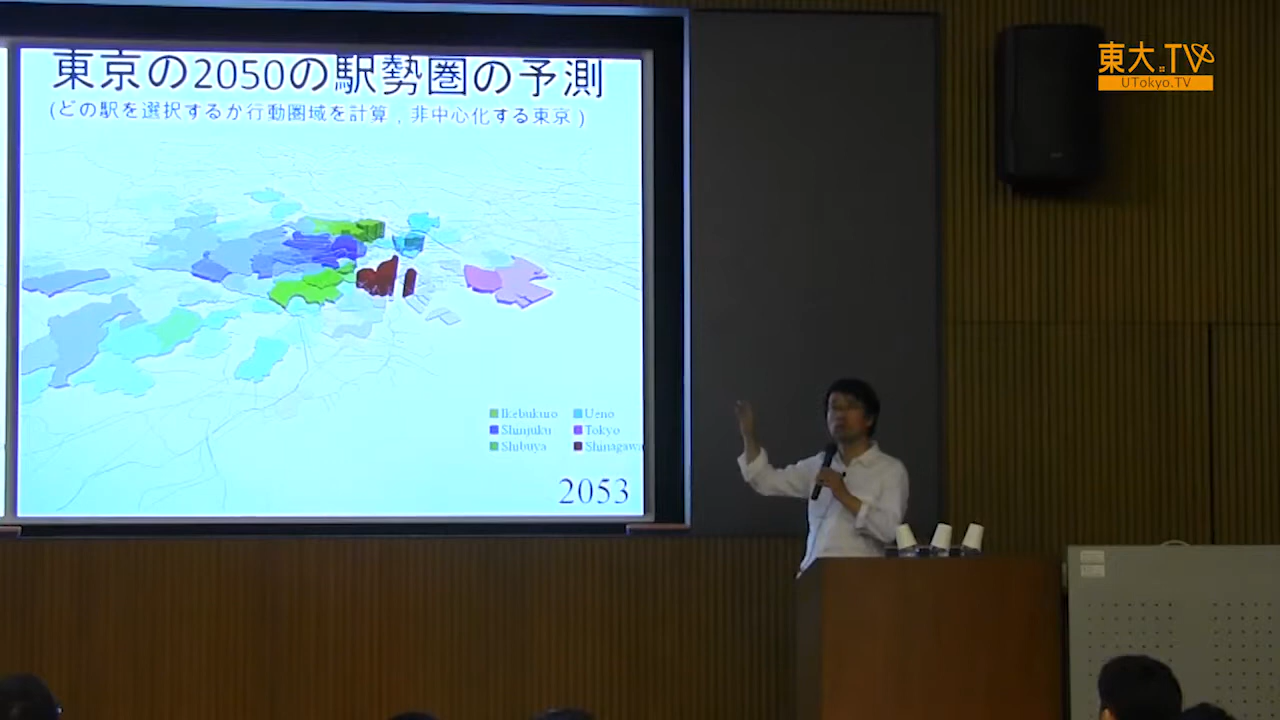 東京の2050の駅勢圏の予測
(どの駅を選択するか行動圏域を計算，非中心化する東京)
Ikebukuro
Ueno
Shinjuku
Tokyo
Shibuya
Shinagawa
2053
東大TV
UTokyo.TV